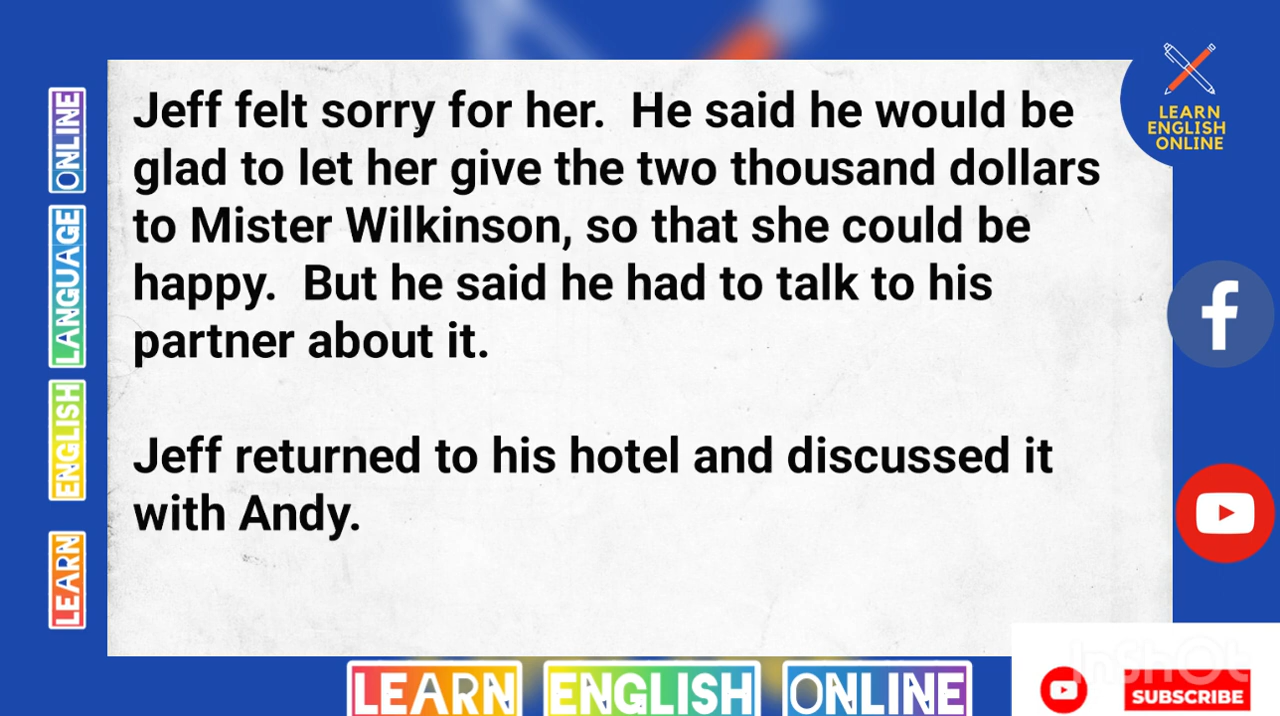 Jeff felt sorry for her.  He said he would be
glad to let her give the two thousand dollars
to Mister Wilkinson, so that she could be
happy.  But he said he had to talk to his
partner about it.
Jeff returned to his hotel and discussed it
with Andy.
LEARN
ENGLISH
ONLINE
LEARN ENGLISH LANGUAGE ONLINE
f
LEARN ENGLISH ONLINE
InShOt
SUBSCRIBE